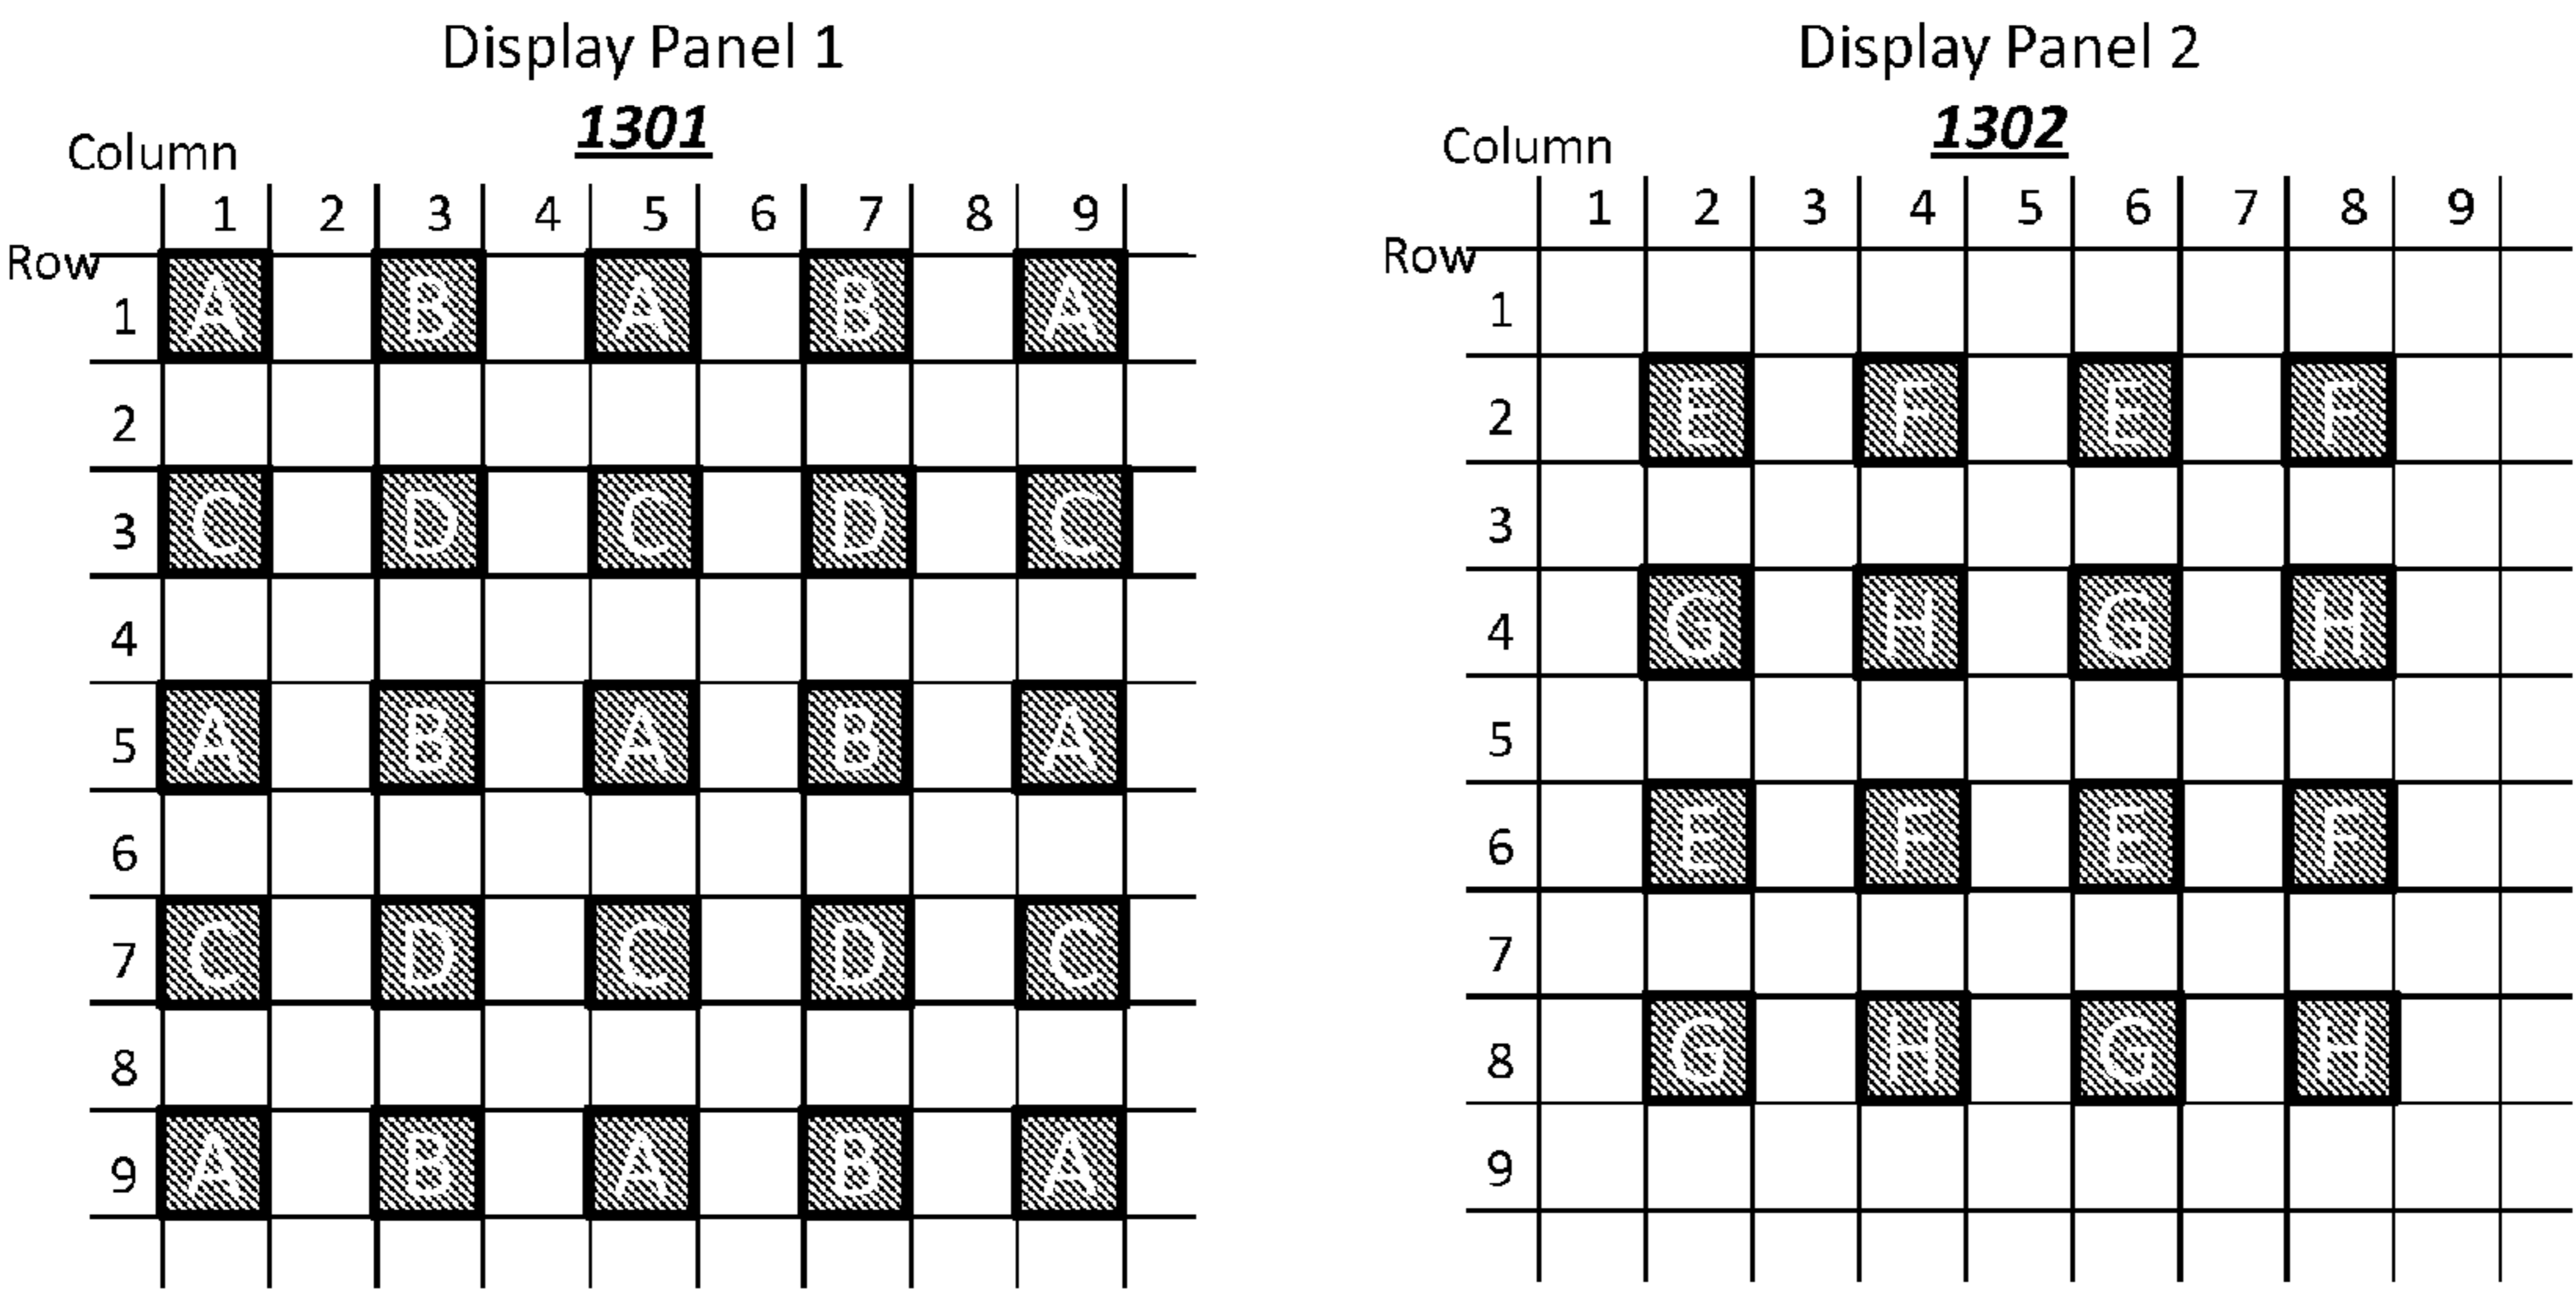 Display Panel 1
1301
Column
1 2 3 4 5 6 7 8 9
Row
1 A B A B A
2
3 C D C D C
4
5 A B A B A
6
7 C D C D C
8
9 A B A B A
Display Panel 2
1302
Column
1 2 3 4 5 6 7 8 9
Row
1
2 E F E F
3
4 G H G H
5
6 E F E F
7
8 G H G H
9